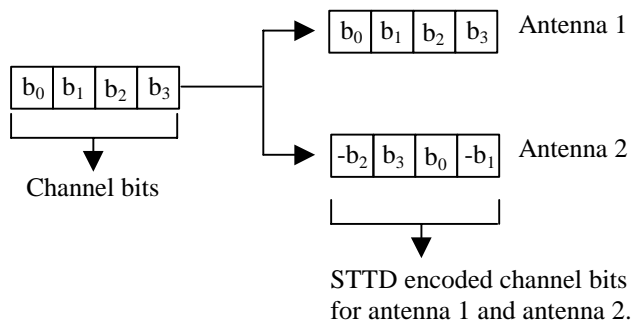 b0 b1 b2 b3 Antenna 1
b0 b1 b2 b3
-b2 b3 b0 -b1 Antenna 2
Channel bits
STTD encoded channel bits
for antenna 1 and antenna 2.